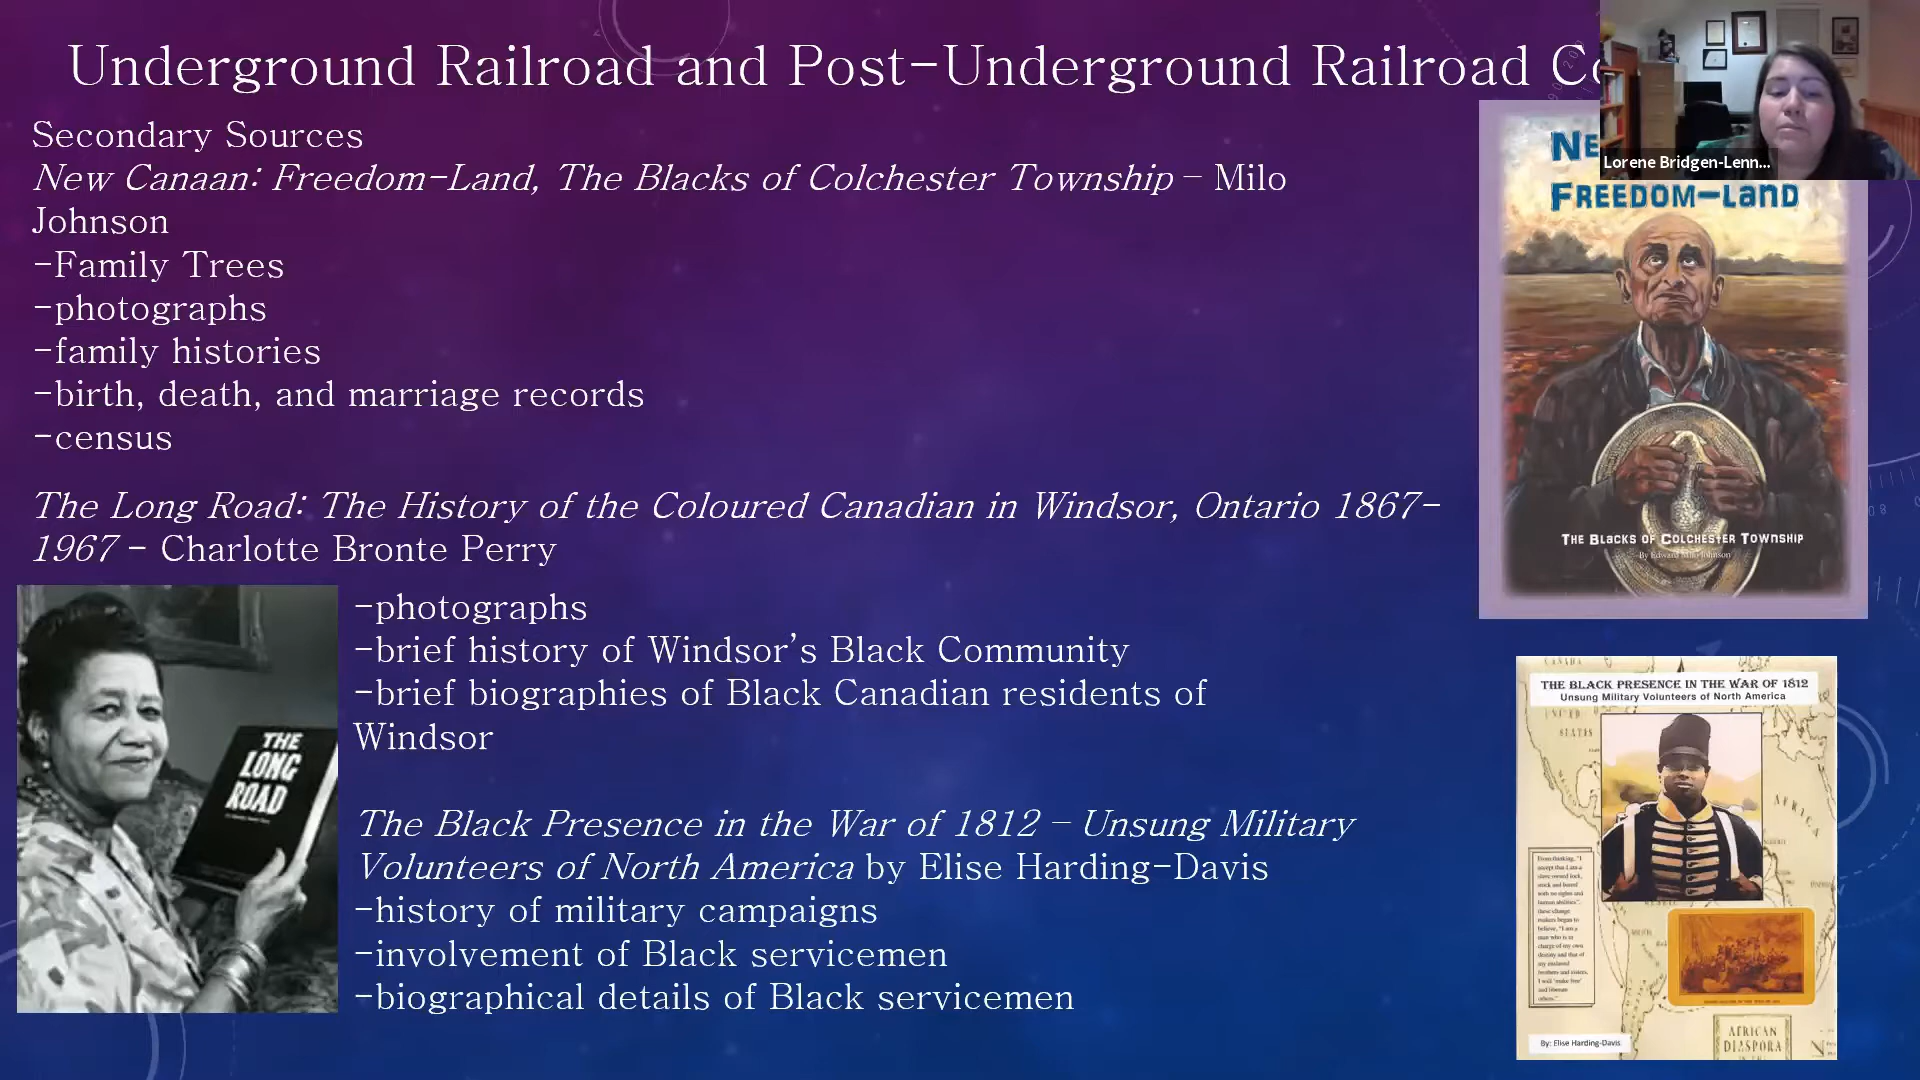 Underground Railroad and Post-Underground Railroad
Secondary Sources
New Canaan: Freedom-Land, The Blacks of Colchester Township – Milo
Johnson
-Family Trees
-photographs
-family histories
-birth, death, and marriage records
-census
The Long Road: The History of the Coloured Canadian in Windsor, Ontario 1867-
1967 - Charlotte Bronte Perry
-photographs
-brief history of Windsor’s Black Community
-brief biographies of Black Canadian residents of
Windsor
The Black Presence in the War of 1812 – Unsung Military
Volunteers of North America by Elise Harding-Davis
-history of military campaigns
-involvement of Black servicemen
-biographical details of Black servicemen
THE
LONG
ROAD
Lorene Bridgen-Lenn...
FREEDOM-LAND
THE BLACKS OF COLCHESTER TOWNSHIP
By Edward Milo Johnson
THE BLACK PRESENCE IN THE WAR OF 1812
Unsung Military Volunteers of North America
AFRICA
AFRICAN
DIASPORA
By: Elise Harding-Davis